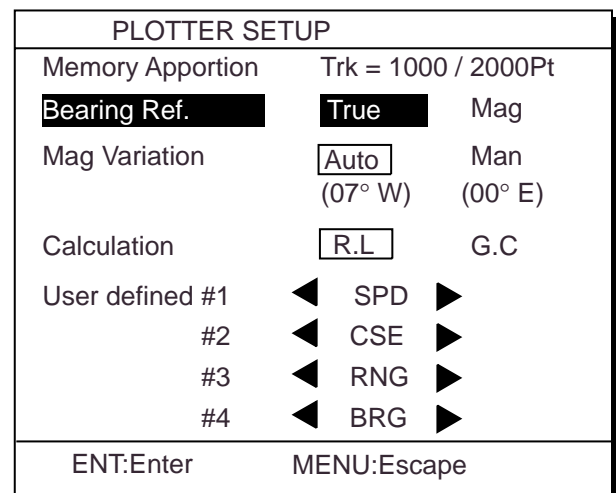 PLOTTER SETUP
Memory Apportion Trk = 1000 / 2000Pt
Bearing Ref. True Mag
Mag Variation Auto Man
(07° W) (00° E)
Calculation R.L G.C
User defined #1 ◀ SPD ▶
#2 ◀ CSE ▶
#3 ◀ RNG ▶
#4 ◀ BRG ▶
ENT:Enter MENU:Escape